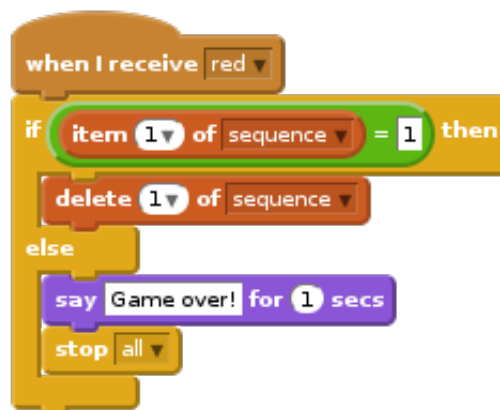 when I receive red
if item 1 of sequence = 1 then
delete 1 of sequence
else
say Game over! for 1 secs
stop all